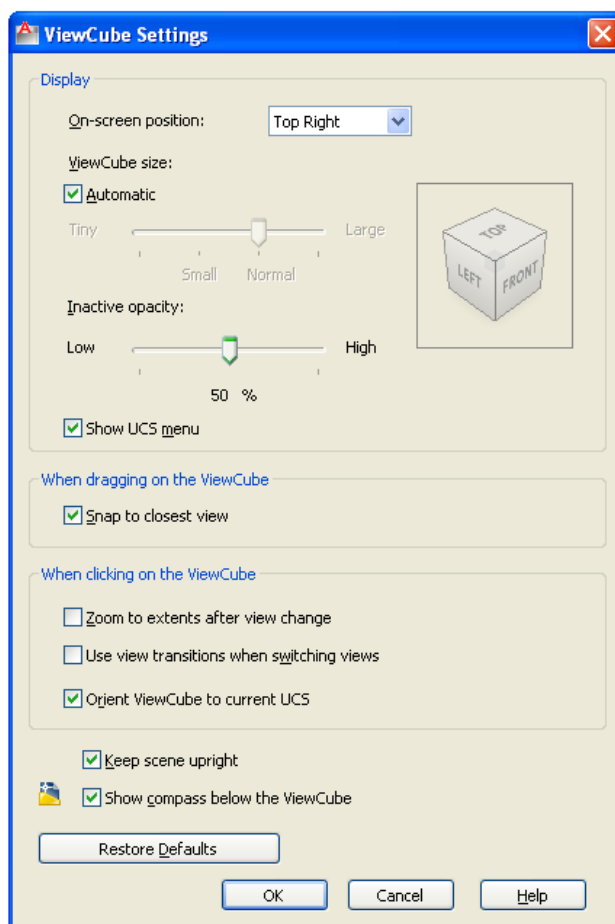 ViewCube Settings
Display
On-screen position:
Top Right
ViewCube size:
Automatic
Tiny
Large
Small
Normal
TOP
LEFT
FRONT
Inactive opacity:
Low
High
50 %
Show UCS menu
When dragging on the ViewCube
Snap to closest view
When clicking on the ViewCube
Zoom to extents after view change
Use view transitions when switching views
Orient ViewCube to current UCS
Keep scene upright
Show compass below the ViewCube
Restore Defaults
OK
Cancel
Help